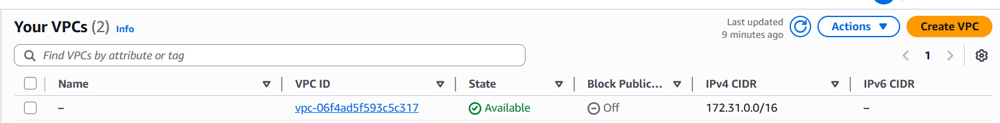 Your VPCs (2) Info
Last updated
9 minutes ago
Actions
Create VPC
Find VPCs by attribute or tag
1
Name VPC ID State Block Public... IPv4 CIDR IPv6 CIDR
– vpc-06f4ad5f593c5c317 Available Off 172.31.0.0/16 –